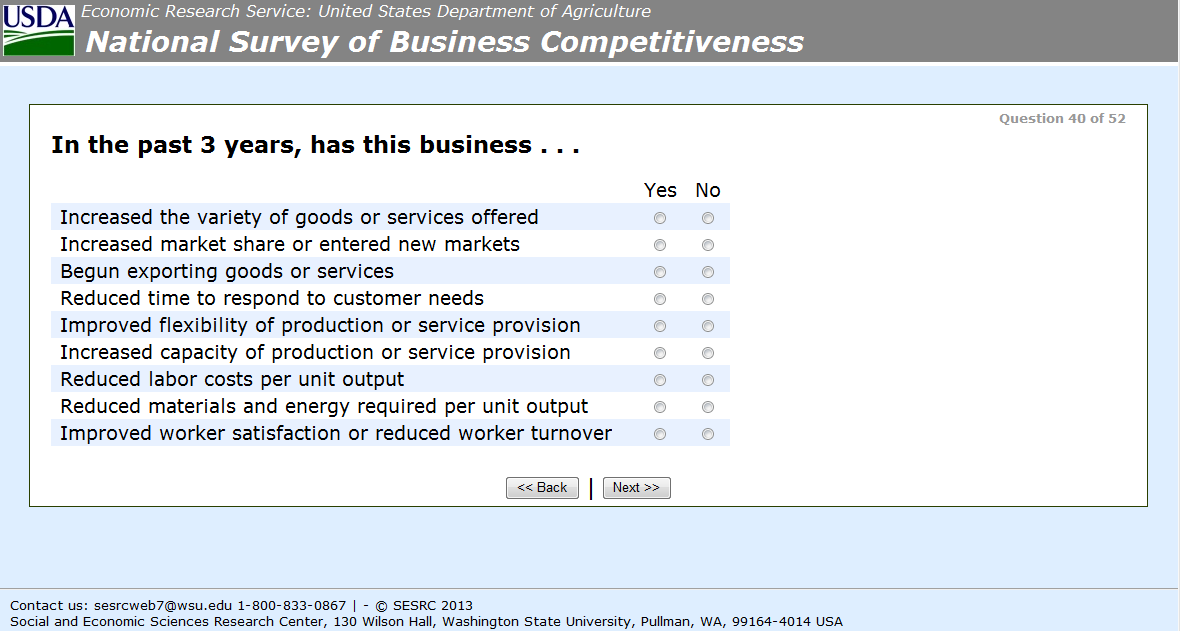 USDA
Economic Research Service: United States Department of Agriculture
National Survey of Business Competitiveness
Question 40 of 52
In the past 3 years, has this business . . .
Yes No
Increased the variety of goods or services offered
Increased market share or entered new markets
Begun exporting goods or services
Reduced time to respond to customer needs
Improved flexibility of production or service provision
Increased capacity of production or service provision
Reduced labor costs per unit output
Reduced materials and energy required per unit output
Improved worker satisfaction or reduced worker turnover
<< Back | Next >>
Contact us: sesrcweb7@wsu.edu 1-800-833-0867 | - © SESRC 2013
Social and Economic Sciences Research Center, 130 Wilson Hall, Washington State University, Pullman, WA, 99164-4014 USA